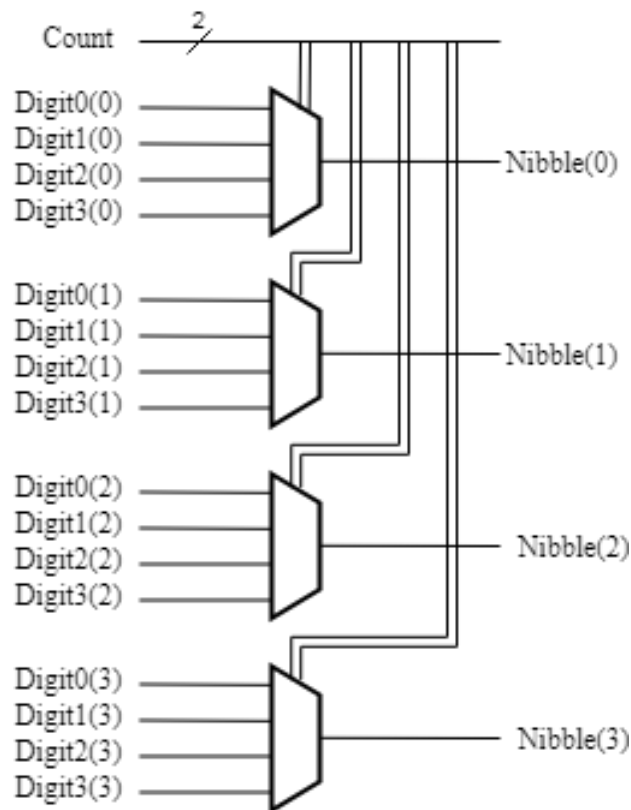 2
Count
Digit0(0)
Digit1(0)
Digit2(0)
Digit3(0)
Nibble(0)
Digit0(1)
Digit1(1)
Digit2(1)
Digit3(1)
Nibble(1)
Digit0(2)
Digit1(2)
Digit2(2)
Digit3(2)
Nibble(2)
Digit0(3)
Digit1(3)
Digit2(3)
Digit3(3)
Nibble(3)